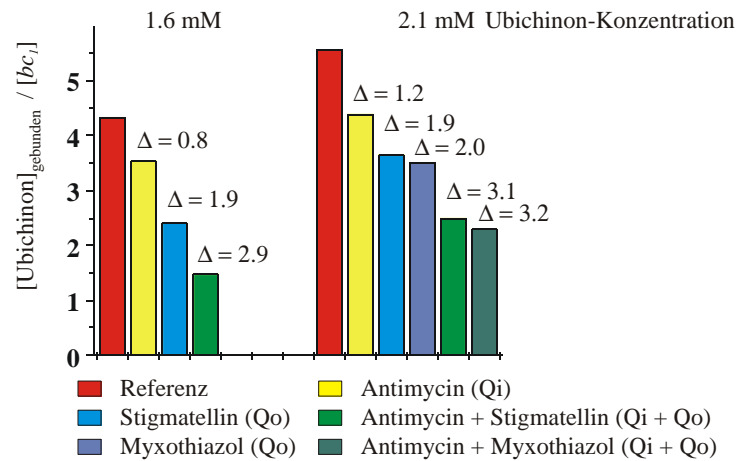 1.6 mM 2.1 mM Ubichinon-Konzentration
[Ubichinon]gebunden / [bc1]
5
4
3
2
1
0
Δ = 0.8
Δ = 1.9
Δ = 2.9
Δ = 1.2
Δ = 1.9
Δ = 2.0
Δ = 3.1
Δ = 3.2
Referenz
Antimycin (Qi)
Stigmatellin (Qo)
Antimycin + Stigmatellin (Qi + Qo)
Myxothiazol (Qo)
Antimycin + Myxothiazol (Qi + Qo)